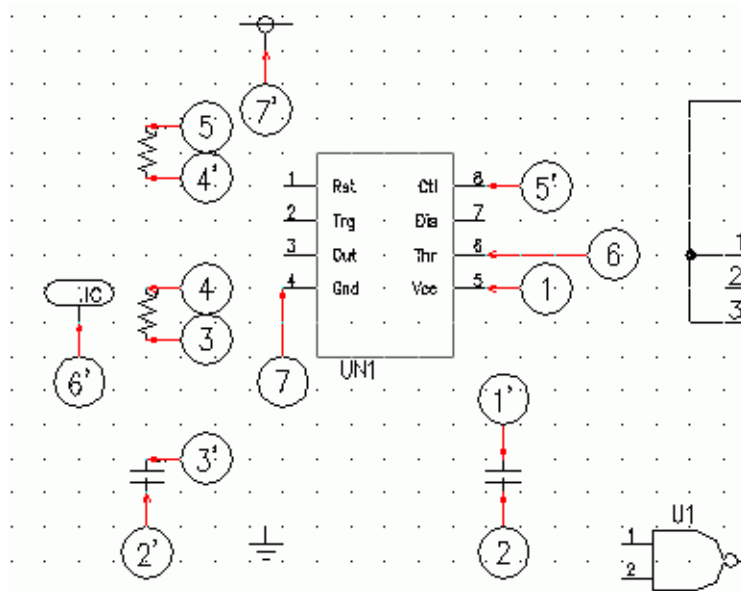 7'
5
4'
1 Rst Ctl 8
5'
2 Trg Dis 7
3 Out Thr 6
6
1
2
3
4 Gnd Vcc 5
1
.IC
4
3
6'
7
UN1
1'
3'
2'
2
U1
1
2